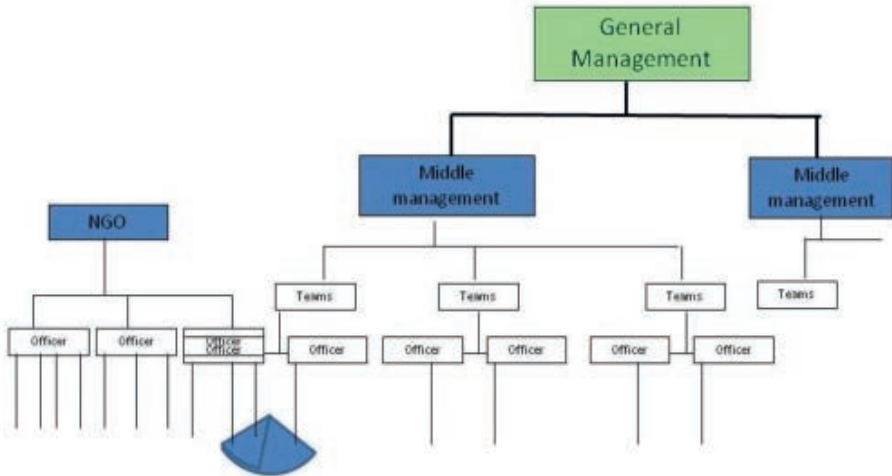 General
Management
Middle
management
Middle
management
NGO
Teams
Teams
Teams
Teams
Officer
Officer
Officer
Officer
Officer
Officer
Officer
Officer
Officer